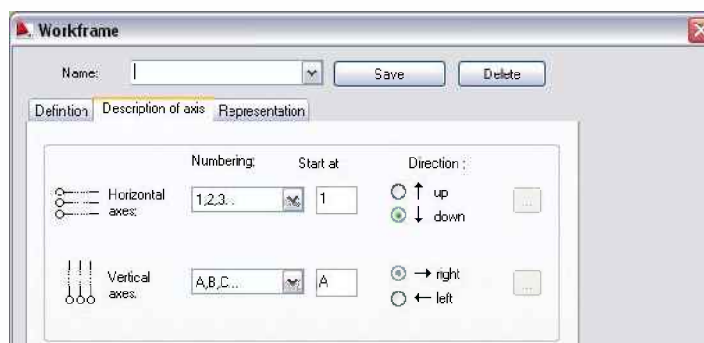 Workframe
Name: Save Delete
Defintion Description of axis Representation
Numbering: Start at Direction :
Horizontal axes: 1,2,3.. 1 ↑ up
↓ down ...
Vertical axes: A,B,C... A → right
← left ...